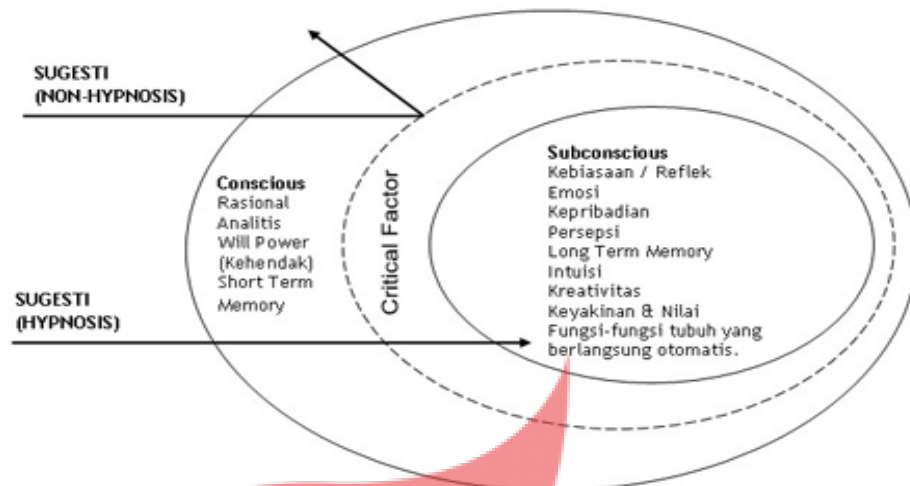 SUGESTI
(NON-HYPNOSIS)
Conscious
Rasional
Analitis
Will Power
(Kehendak)
Short Term
Memory
Critical Factor
Subconscious
Kebiasaan / Reflek
Emosi
Kepribadian
Persepsi
Long Term Memory
Intuisi
Kreativitas
Keyakinan & Nilai
Fungsi-fungsi tubuh yang
berlangsung otomatis.
SUGESTI
(HYPNOSIS)